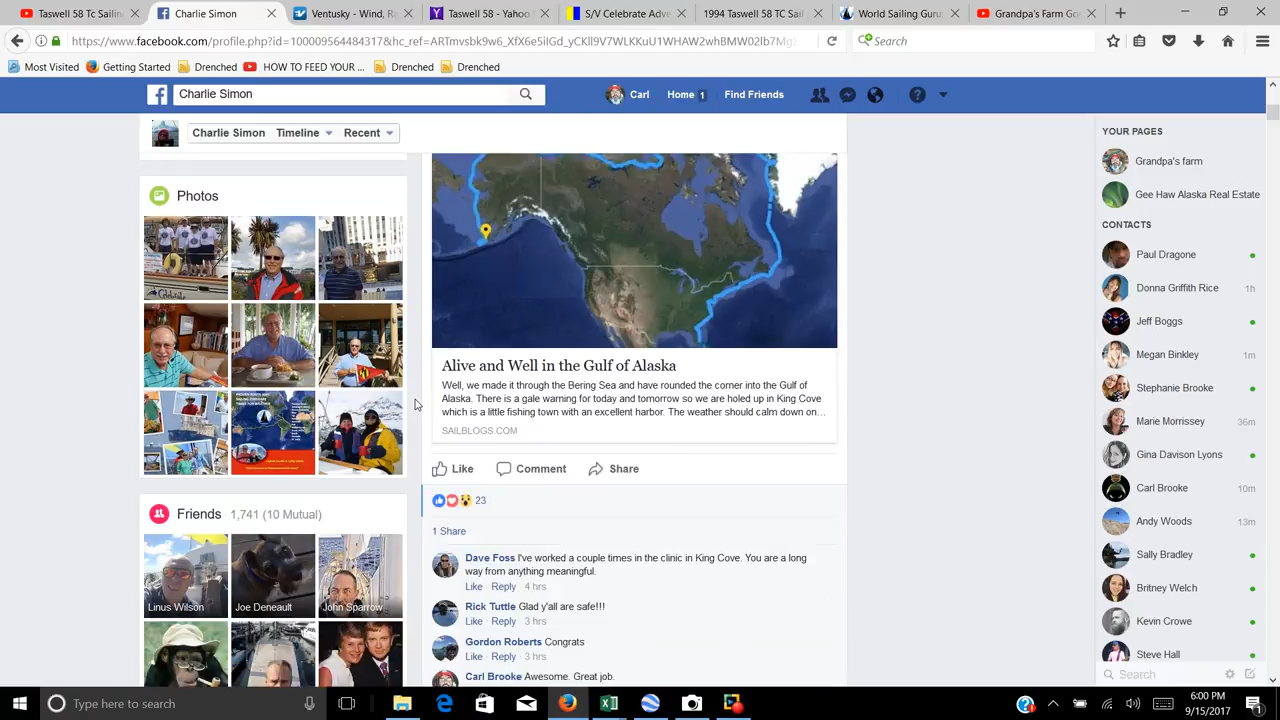 Taswell 58 TC Sailin
Taswell 58 TC Sailing
Ventusky - Wind, Ra
Taswell 58 - Yahoo
S/V Celebrate Adve
1994 Taswell 58 TC
World Sailing Guru:
Grandpa's Farm Go
https://www.facebook.com/profile.php?id=100009564484317&hc_ref=
Search
Most Visited
Getting Started
Drenched
HOW TO FEED YOUR ...
Drenched
Drenched
Charlie Simon
Carl
Home 1
Find Friends
Charlie Simon
Timeline
Recent
Photos
Celebrate
Friends · 1,741 (10 Mutual)
Linus Wilson
Joe Deneault
John Sparrow
Alive and Well in the Gulf of Alaska
Well, we made it through the Bering Sea and have rounded the corner into the Gulf of
Alaska. There is a gale warning for today and tomorrow so we are holed up in King Cove
which is a little fishing town with an excellent harbor. The weather should calm down on...
SAILBLOGS.COM
Like
Comment
Share
23
1 Share
Dave Foss I've worked a couple times in the clinic in King Cove. You are a long
way from anything meaningful.
Like · Reply · 4 hrs
Rick Tuttle Glad y'all are safe!!!
Like · Reply · 3 hrs
Gordon Roberts Congrats
Like · Reply · 3 hrs
Carl Brooke Awesome. Great job.
YOUR PAGES
Grandpa's farm
Gee Haw Alaska Real Estate
CONTACTS
Paul Dragone
Donna Griffith Rice 1h
Jeff Boggs
Megan Binkley 1m
Stephanie Brooke
Marie Morrissey 36m
Gina Davison Lyons
Carl Brooke 10m
Andy Woods 13m
Sally Bradley
Britney Welch
Kevin Crowe
Steve Hall
Search
Type here to search
6:00 PM
9/15/2017